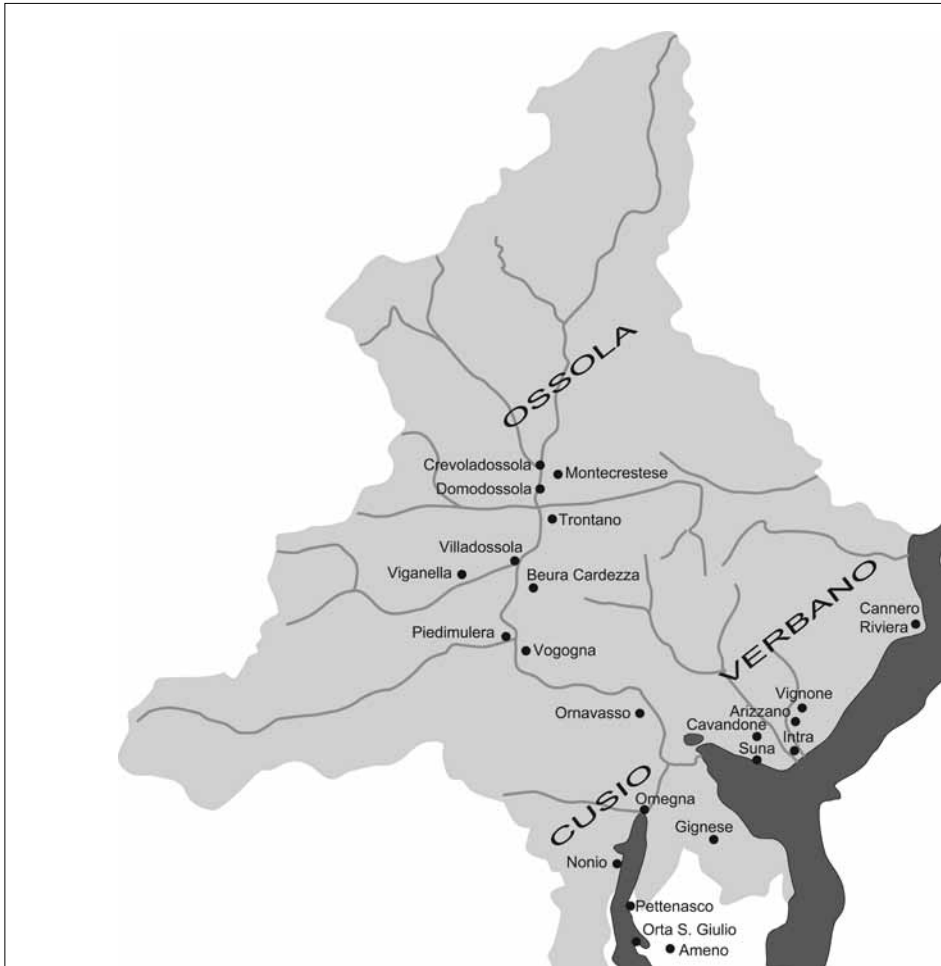 OSSOLA
Crevoladossola
Montecrestese
Domodossola
Trontano
Villadossola
Viganella
Beura Cardezza
VERBANO
Cannero
Riviera
Piedimulera
Vogogna
Vignone
Ornavasso
Arizzano
Cavandone
Intra
Suna
CUSIO
Omegna
Gignese
Nonio
Pettenasco
Orta S. Giulio
Ameno